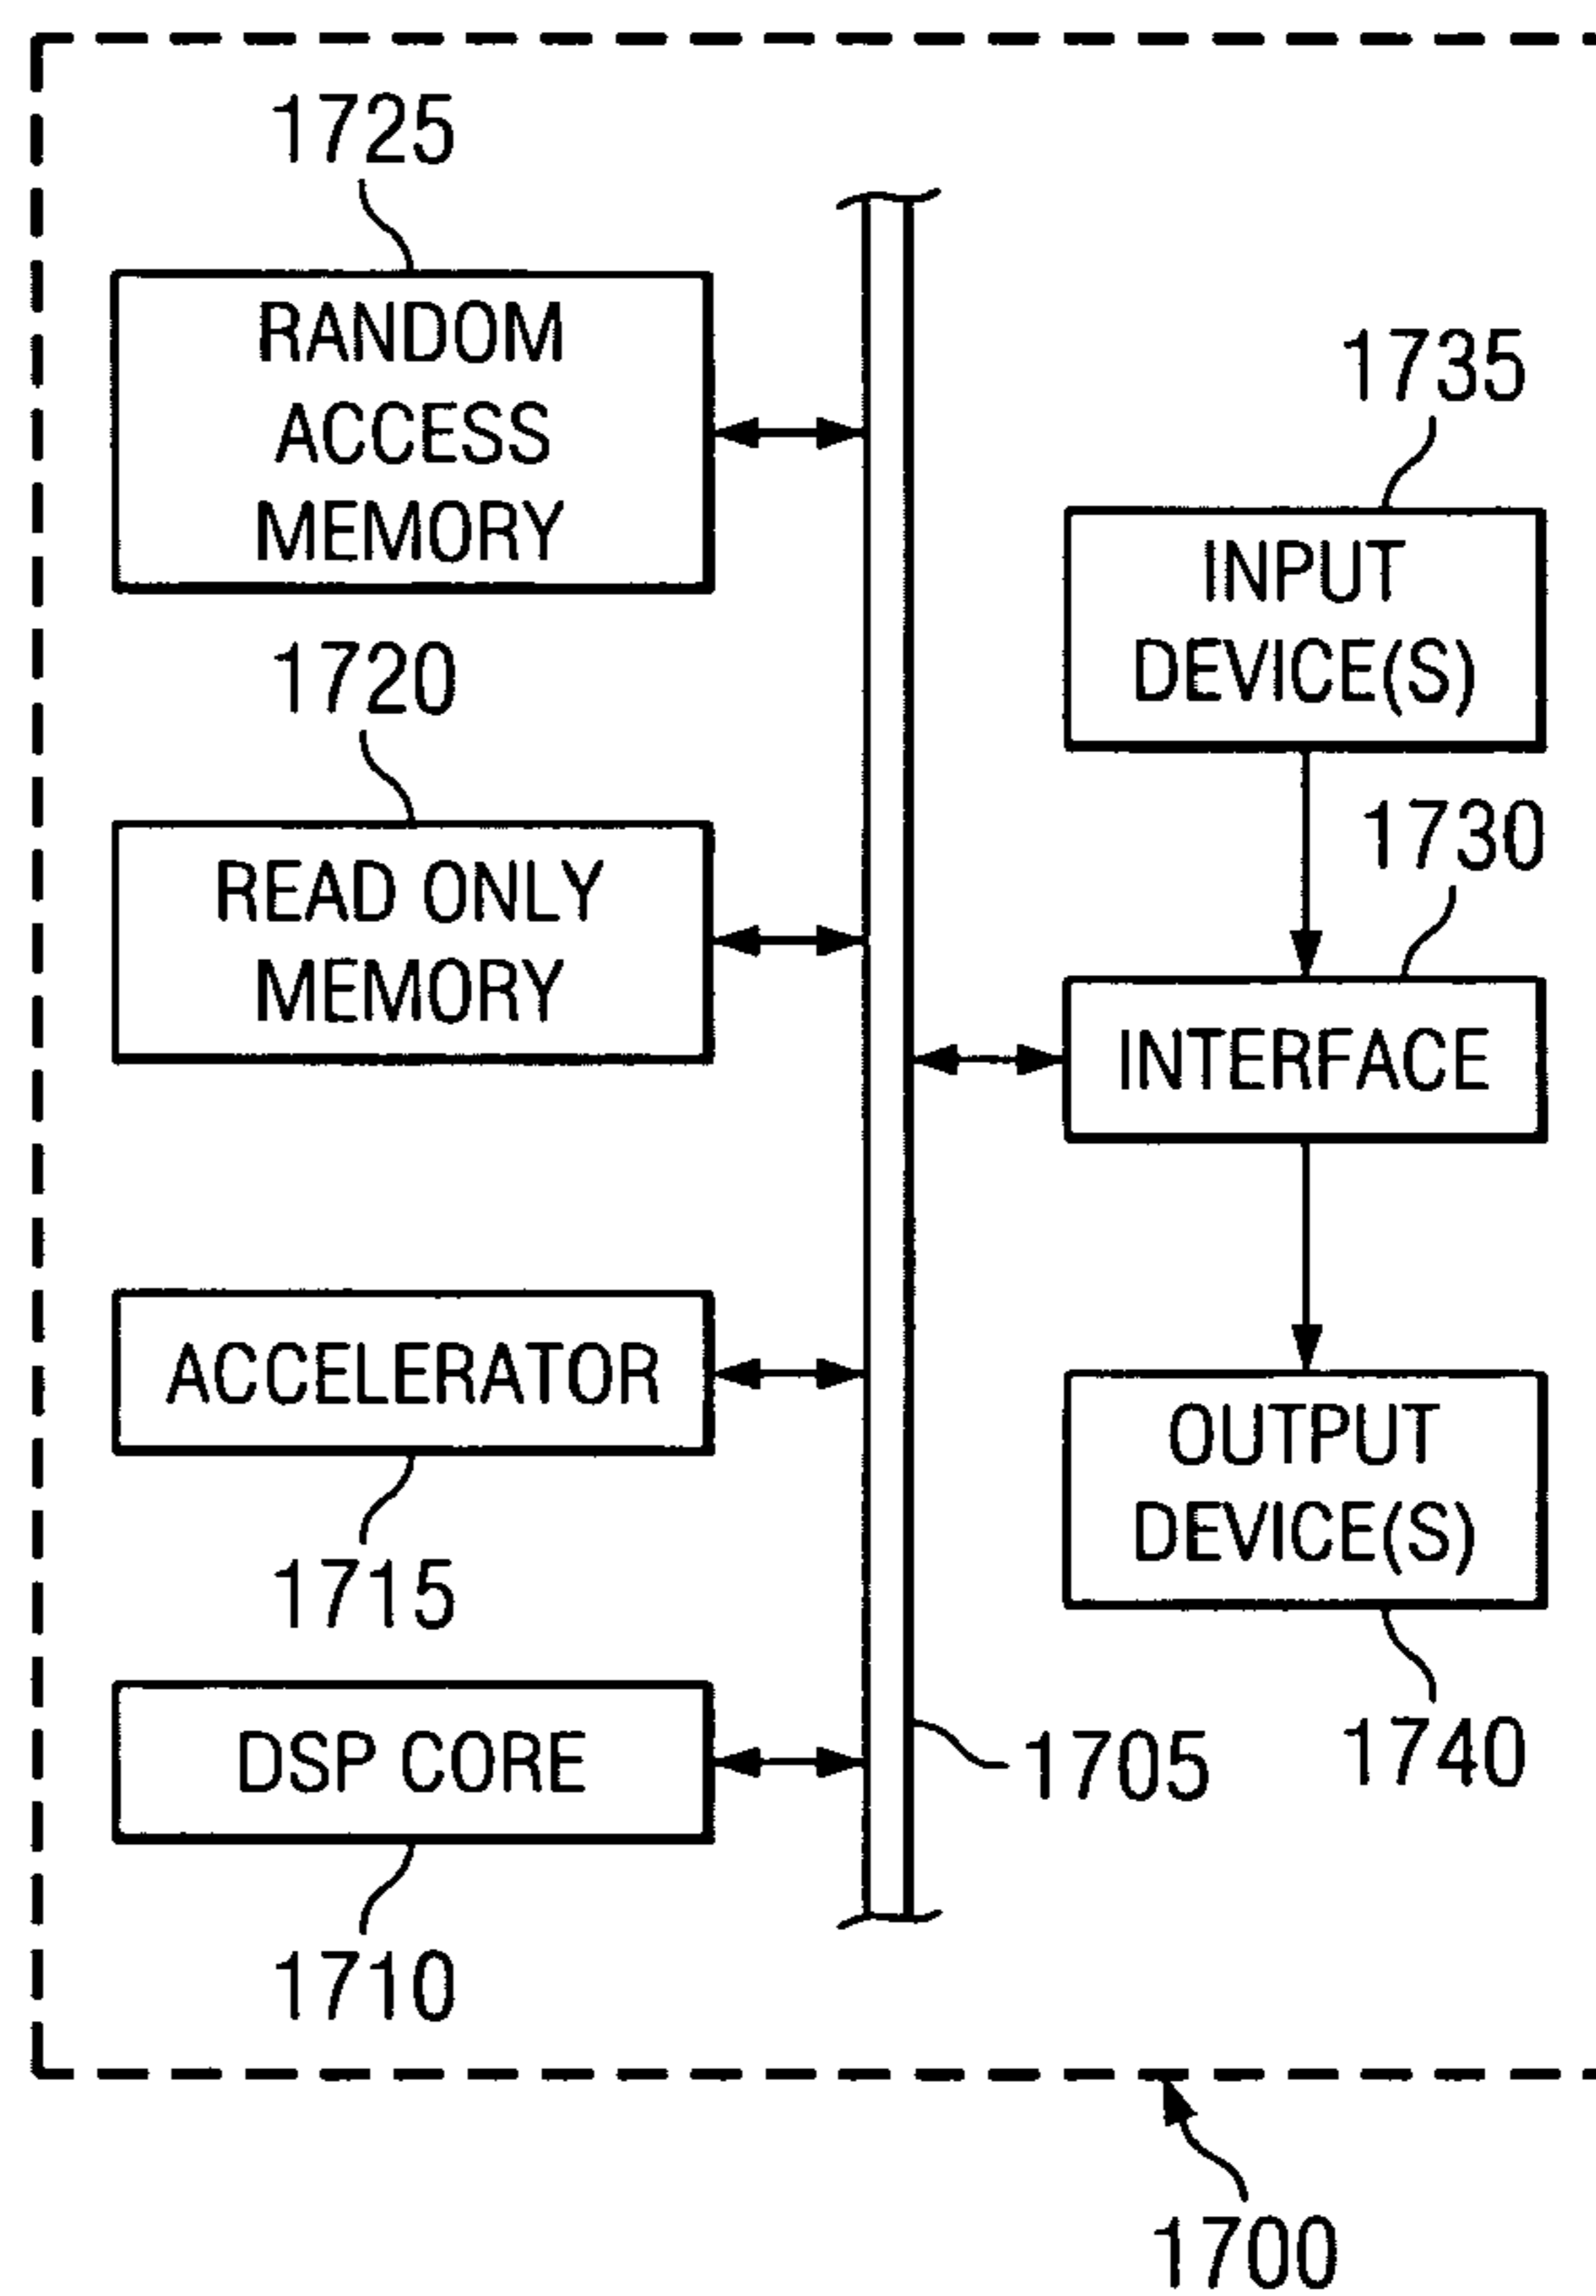 1725
RANDOM
ACCESS
MEMORY
1735
INPUT
DEVICE(S)
1720
READ ONLY
MEMORY
1730
INTERFACE
ACCELERATOR
1715
OUTPUT
DEVICE(S)
DSP CORE
1705
1740
1710
1700